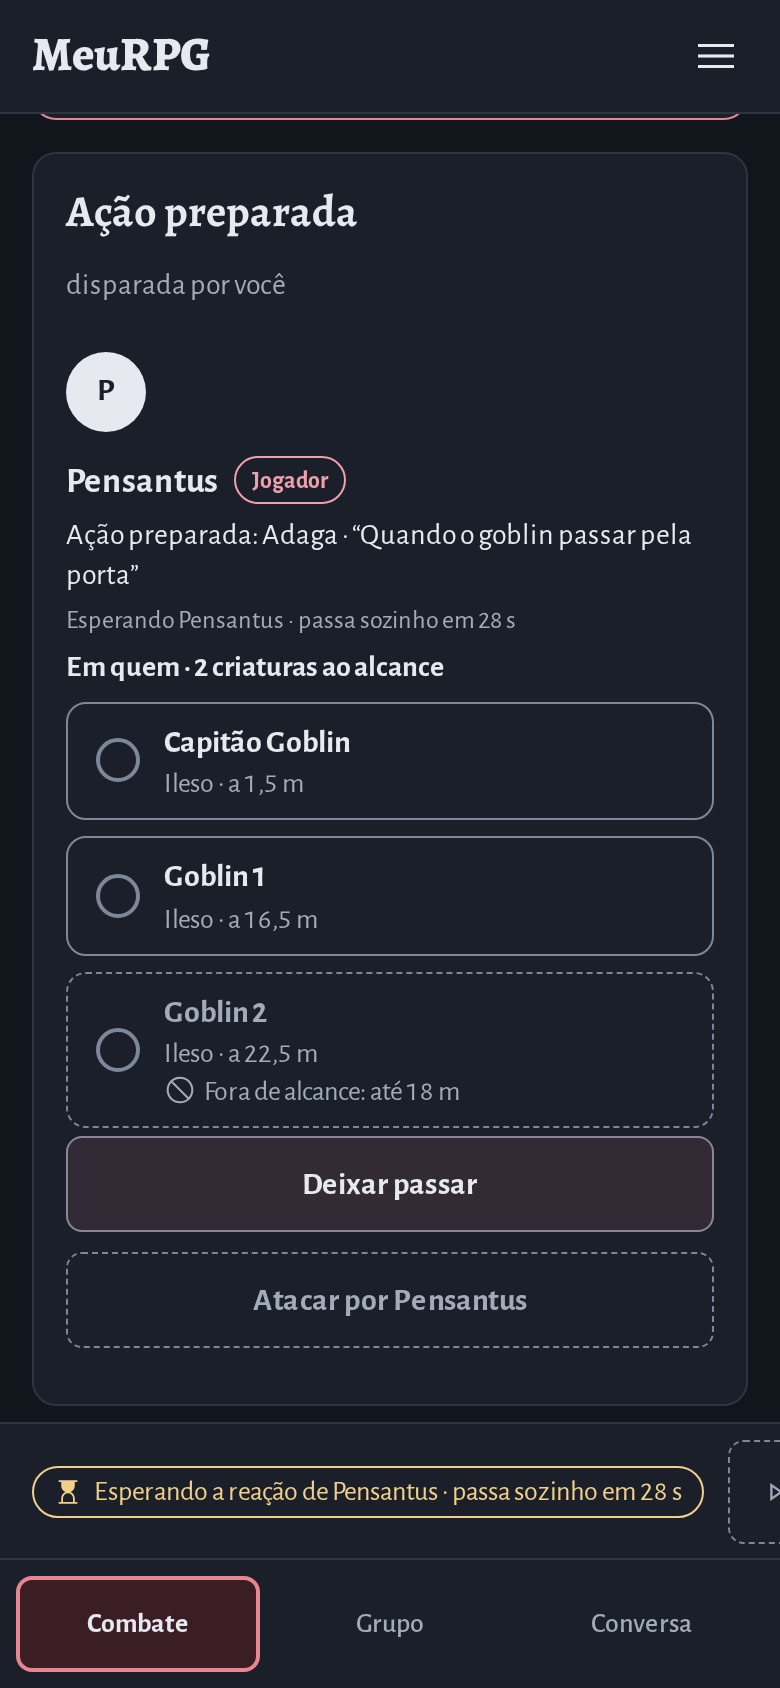 MeuRPG
Ação preparada
disparada por você
P
Pensantus
Jogador
Ação preparada: Adaga · “Quando o goblin passar pela
porta”
Esperando Pensantus · passa sozinho em 28 s
Em quem · 2 criaturas ao alcance
Capitão Goblin
Ileso · a 1,5 m
Goblin 1
Ileso · a 16,5 m
Goblin 2
Ileso · a 22,5 m
Fora de alcance: até 18 m
Deixar passar
Atacar por Pensantus
Esperando a reação de Pensantus · passa sozinho em 28 s
Combate
Grupo
Conversa